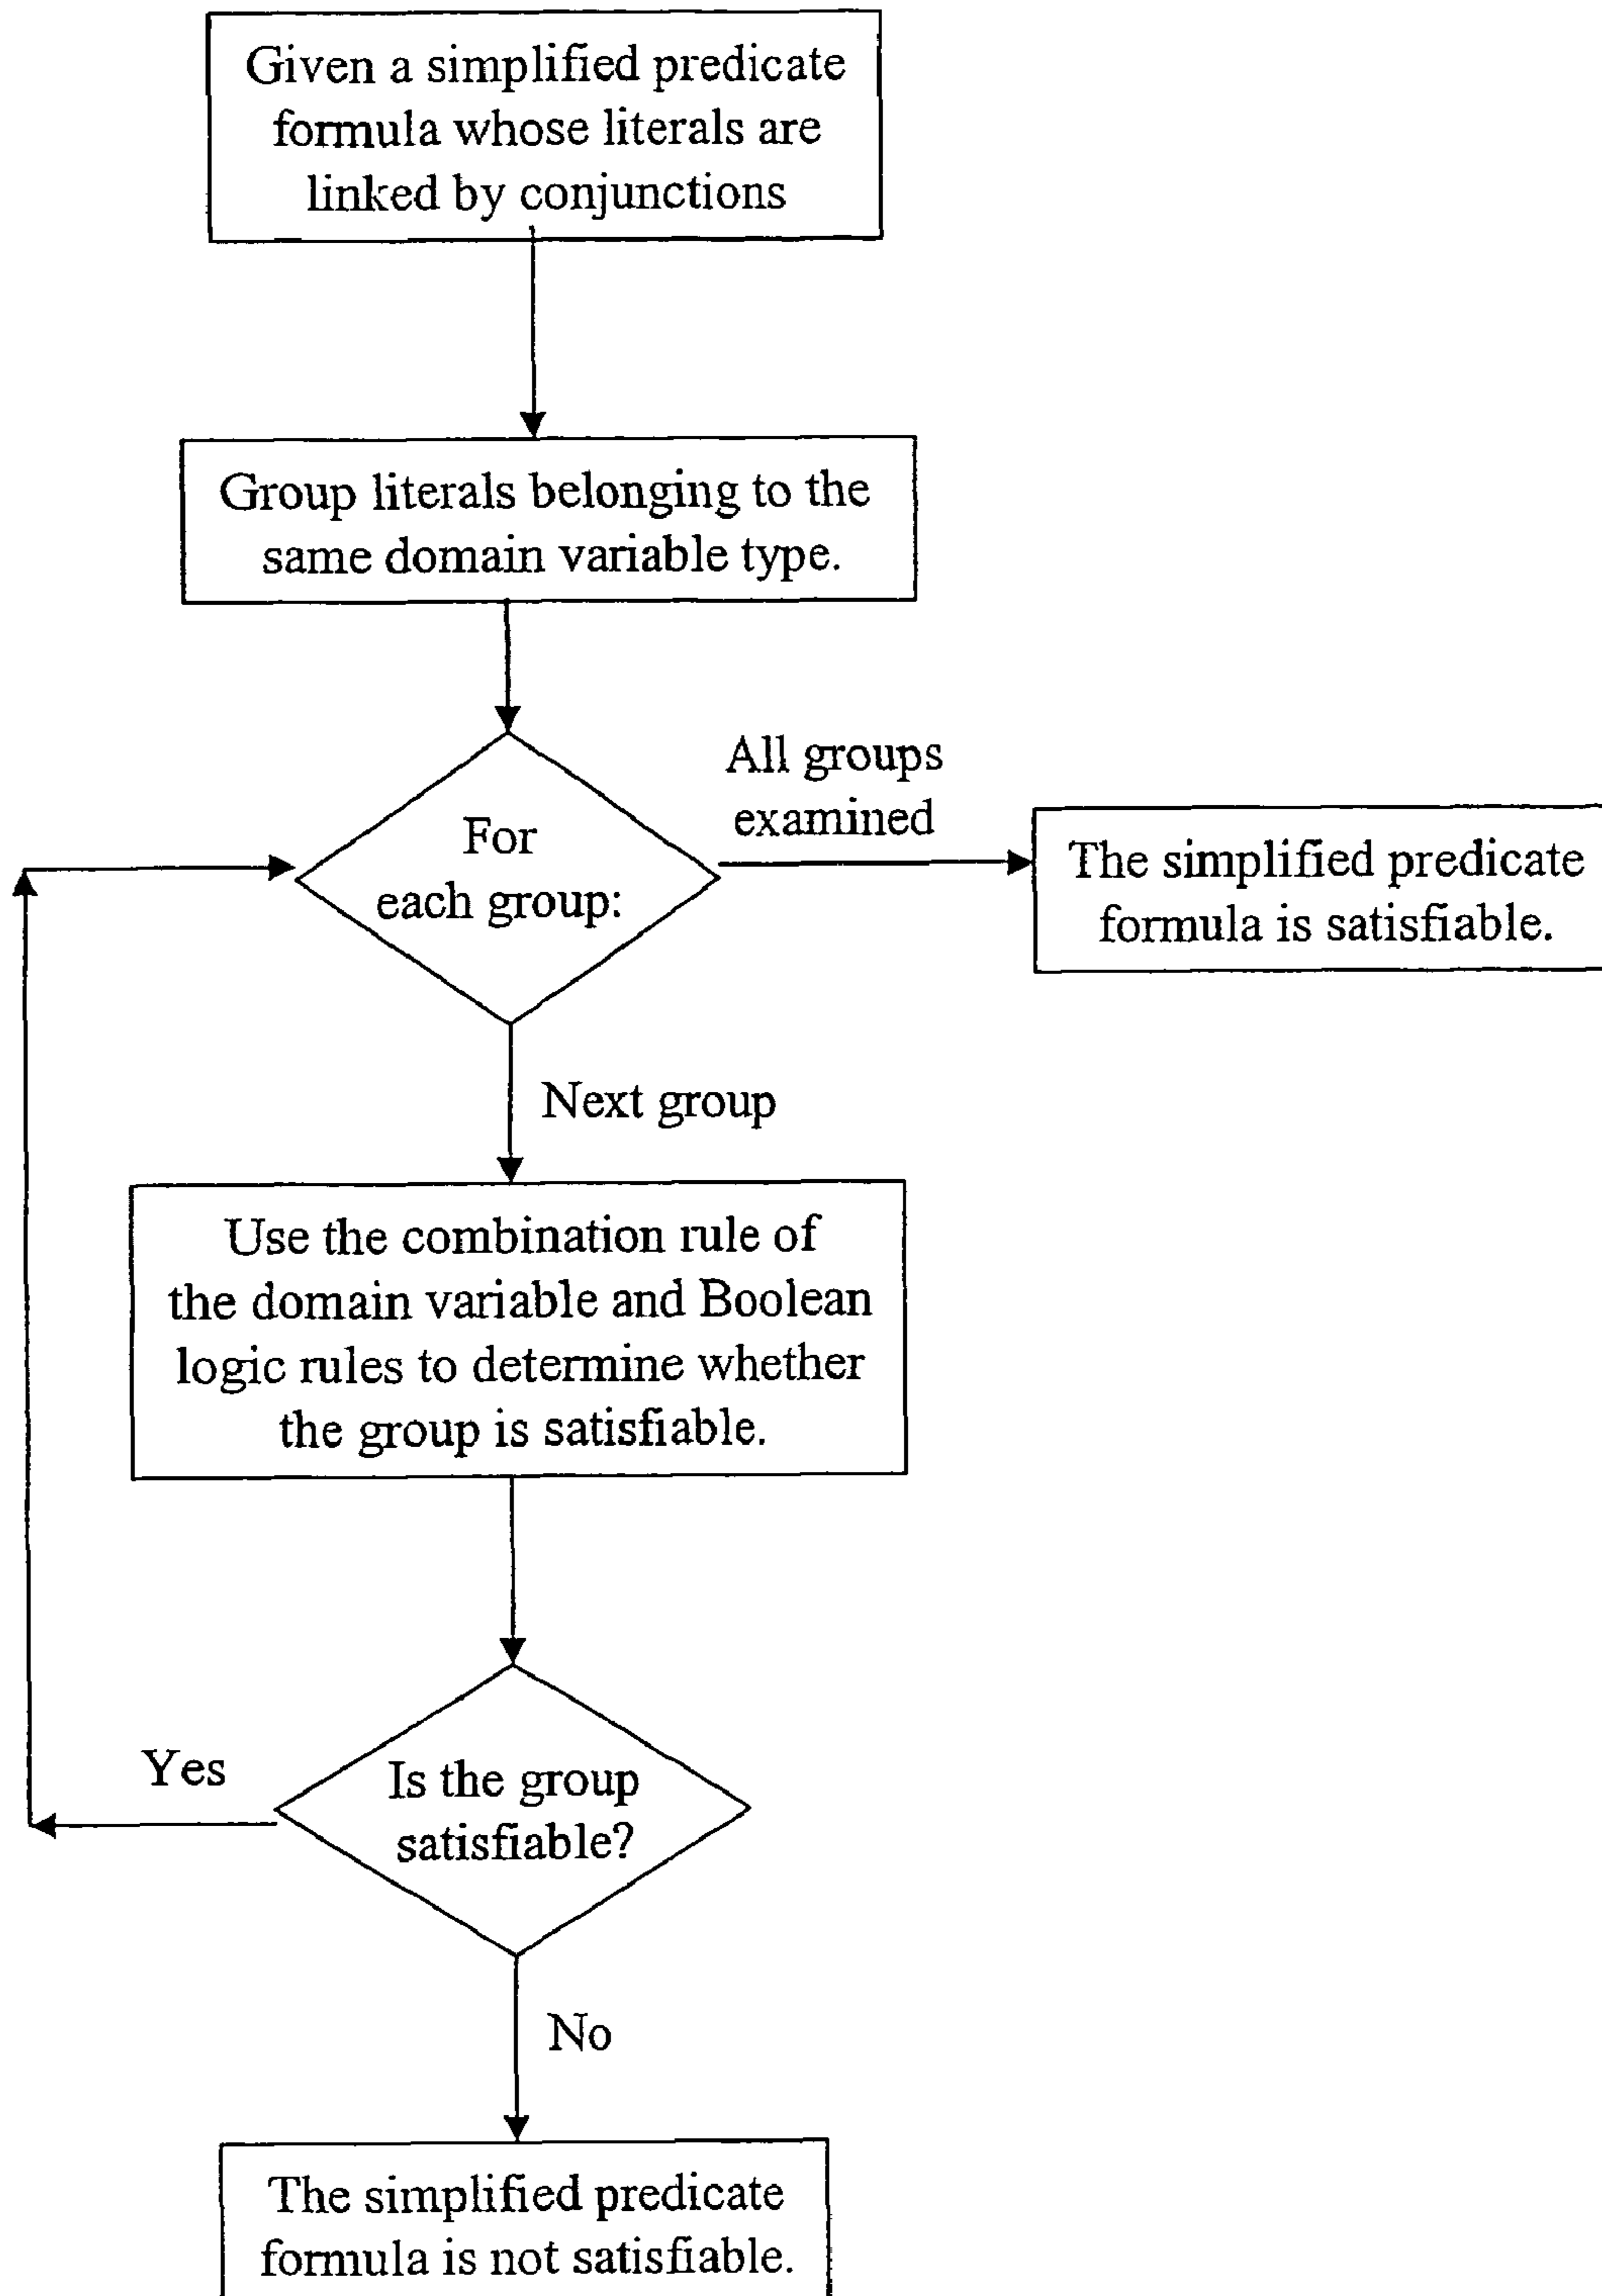 Given a simplified predicate
formula whose literals are
linked by conjunctions
Group literals belonging to the
same domain variable type.
For
each group:
All groups
examined
The simplified predicate
formula is satisfiable.
Next group
Use the combination rule of
the domain variable and Boolean
logic rules to determine whether
the group is satisfiable.
Is the group
satisfiable?
Yes
No
The simplified predicate
formula is not satisfiable.